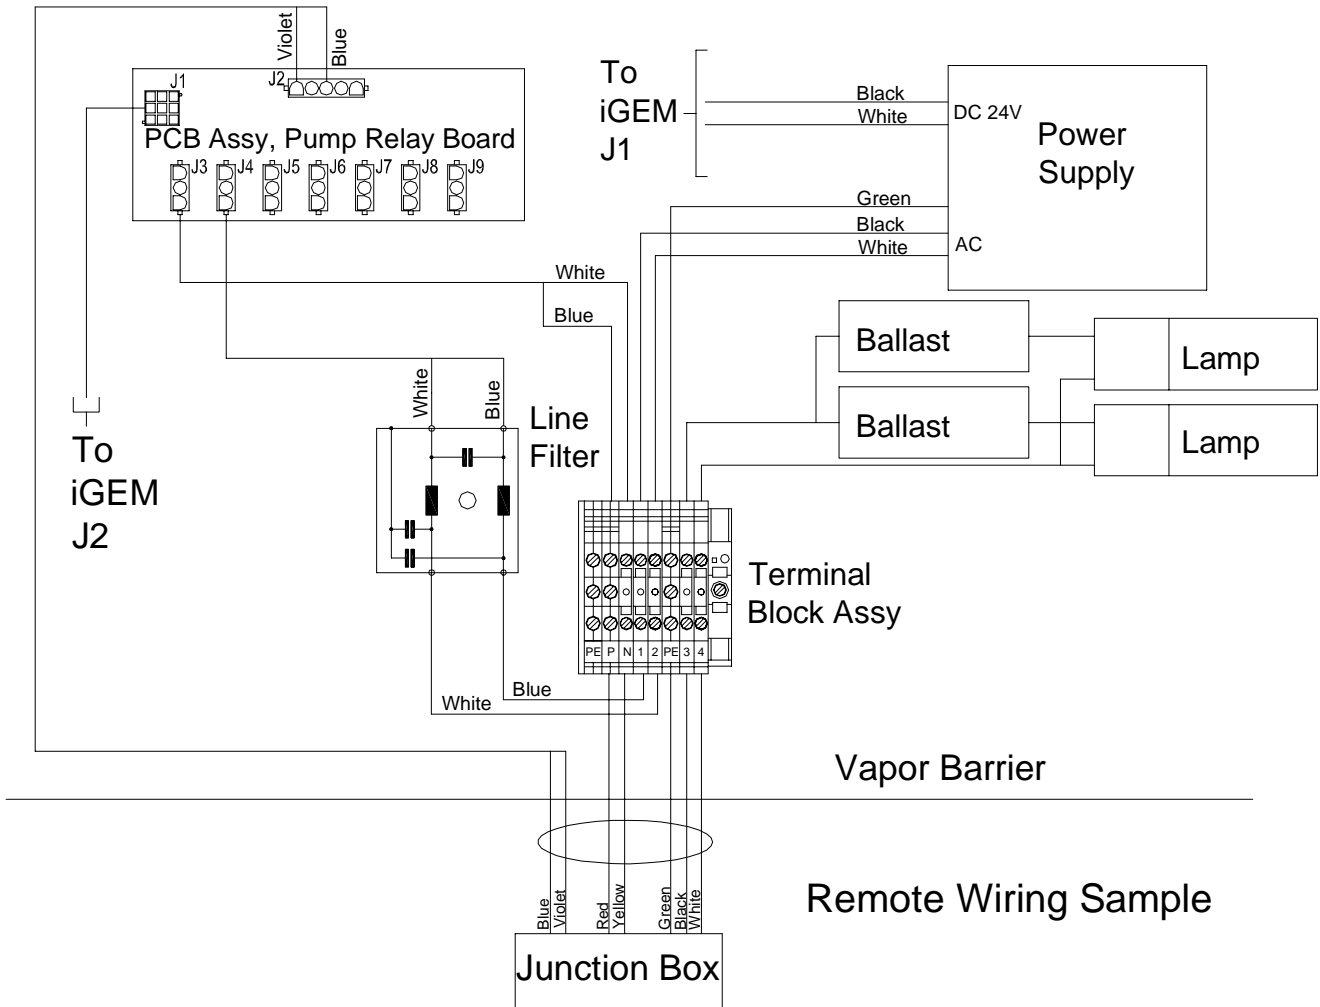 Violet
Blue
J1
J2
PCB Assy, Pump Relay Board
J3
J4
J5
J6
J7
J8
J9
To
iGEM
J1
Black
White
DC 24V
Power
Supply
Green
Black
White
AC
White
Blue
White
Blue
Line
Filter
To
iGEM
J2
Ballast
Lamp
Ballast
Lamp
Terminal
Block Assy
PE P N 1 2 PE 3 4
Blue
White
Vapor Barrier
Remote Wiring Sample
Blue
Violet
Red
Yellow
Green
Black
White
Junction Box